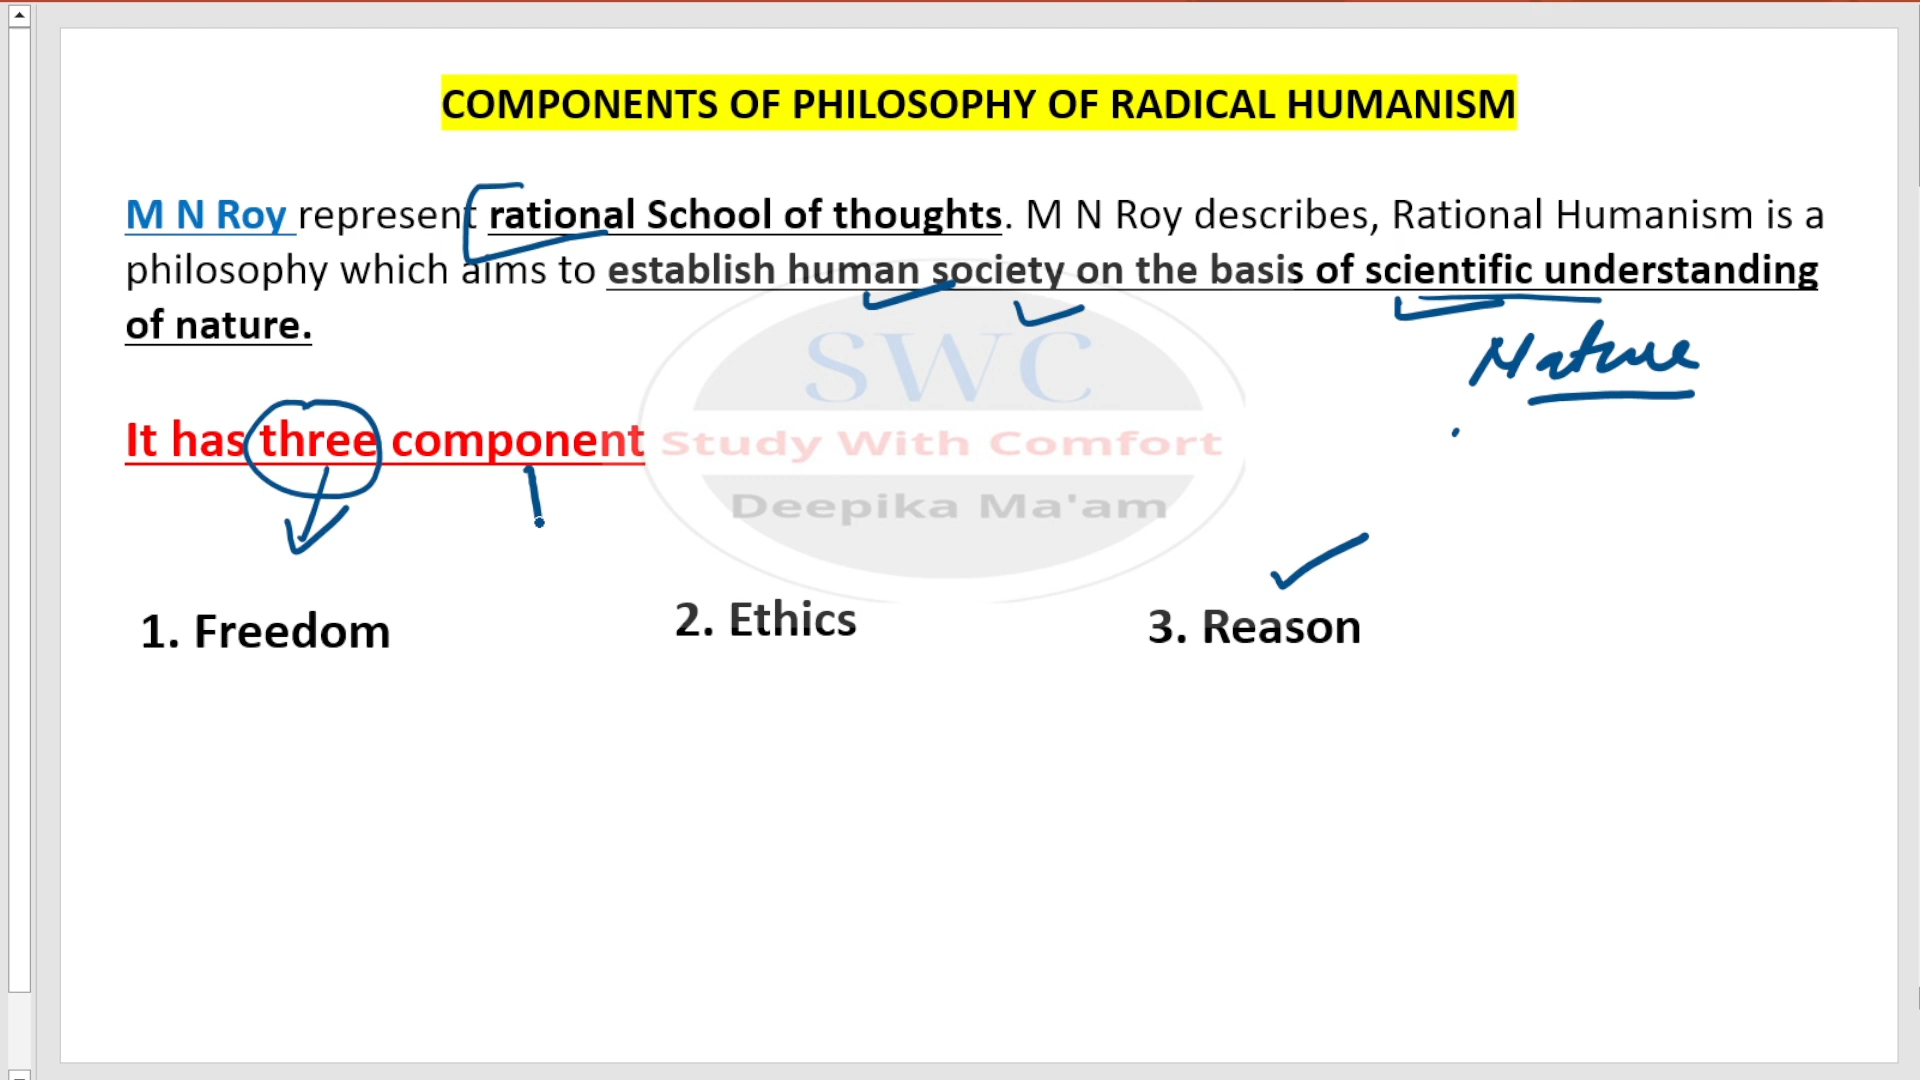 COMPONENTS OF PHILOSOPHY OF RADICAL HUMANISM
M N Roy represent rational School of thoughts. M N Roy describes, Rational Humanism is a
philosophy which aims to establish human society on the basis of scientific understanding
of nature.
Nature
It has three component
SWC
Study With Comfort
Deepika Ma'am
1. Freedom
2. Ethics
3. Reason